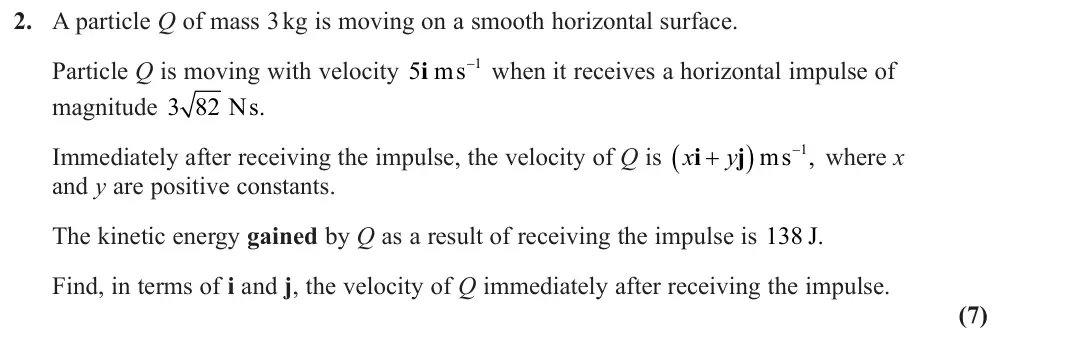 2. A particle Q of mass 3 kg is moving on a smooth horizontal surface.
Particle Q is moving with velocity 5i m s⁻¹ when it receives a horizontal impulse of
magnitude 3√82 N s.
Immediately after receiving the impulse, the velocity of Q is (xi + yj) m s⁻¹, where x
and y are positive constants.
The kinetic energy gained by Q as a result of receiving the impulse is 138 J.
Find, in terms of i and j, the velocity of Q immediately after receiving the impulse.
(7)